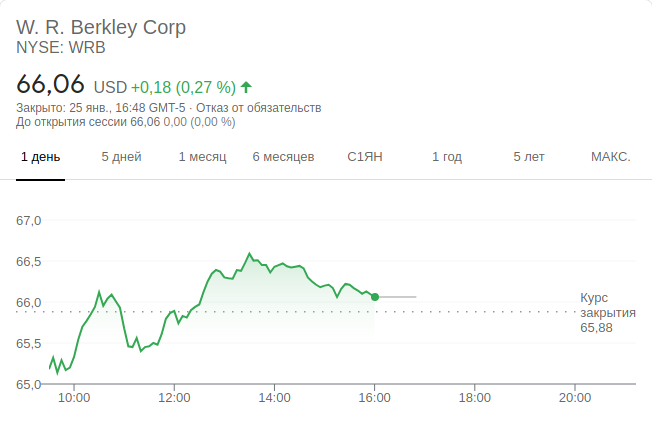 W. R. Berkley Corp
NYSE: WRB
66,06 USD +0,18 (0,27 %)
Закрыто: 25 янв., 16:48 GMT-5 · Отказ от обязательств
До открытия сессии 66,06 0,00 (0,00 %)
1 день 5 дней 1 месяц 6 месяцев С1ЯН 1 год 5 лет МАКС.
67,0
66,5
66,0
65,5
65,0
Курс
закрытия
65,88
10:00 12:00 14:00 16:00 18:00 20:00